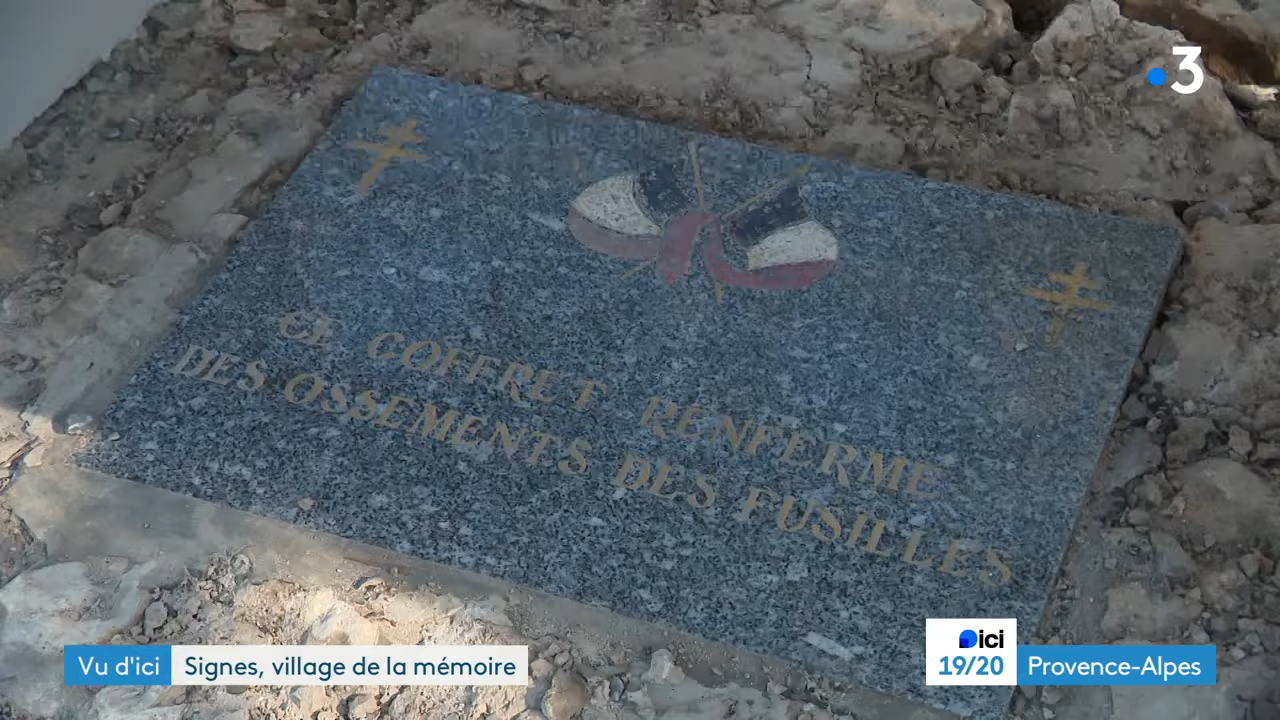 3
CE COFFRET RENFERME
DES OSSEMENTS DES FUSILLES
Vu d'ici
Signes, village de la mémoire
ici
19/20
Provence-Alpes